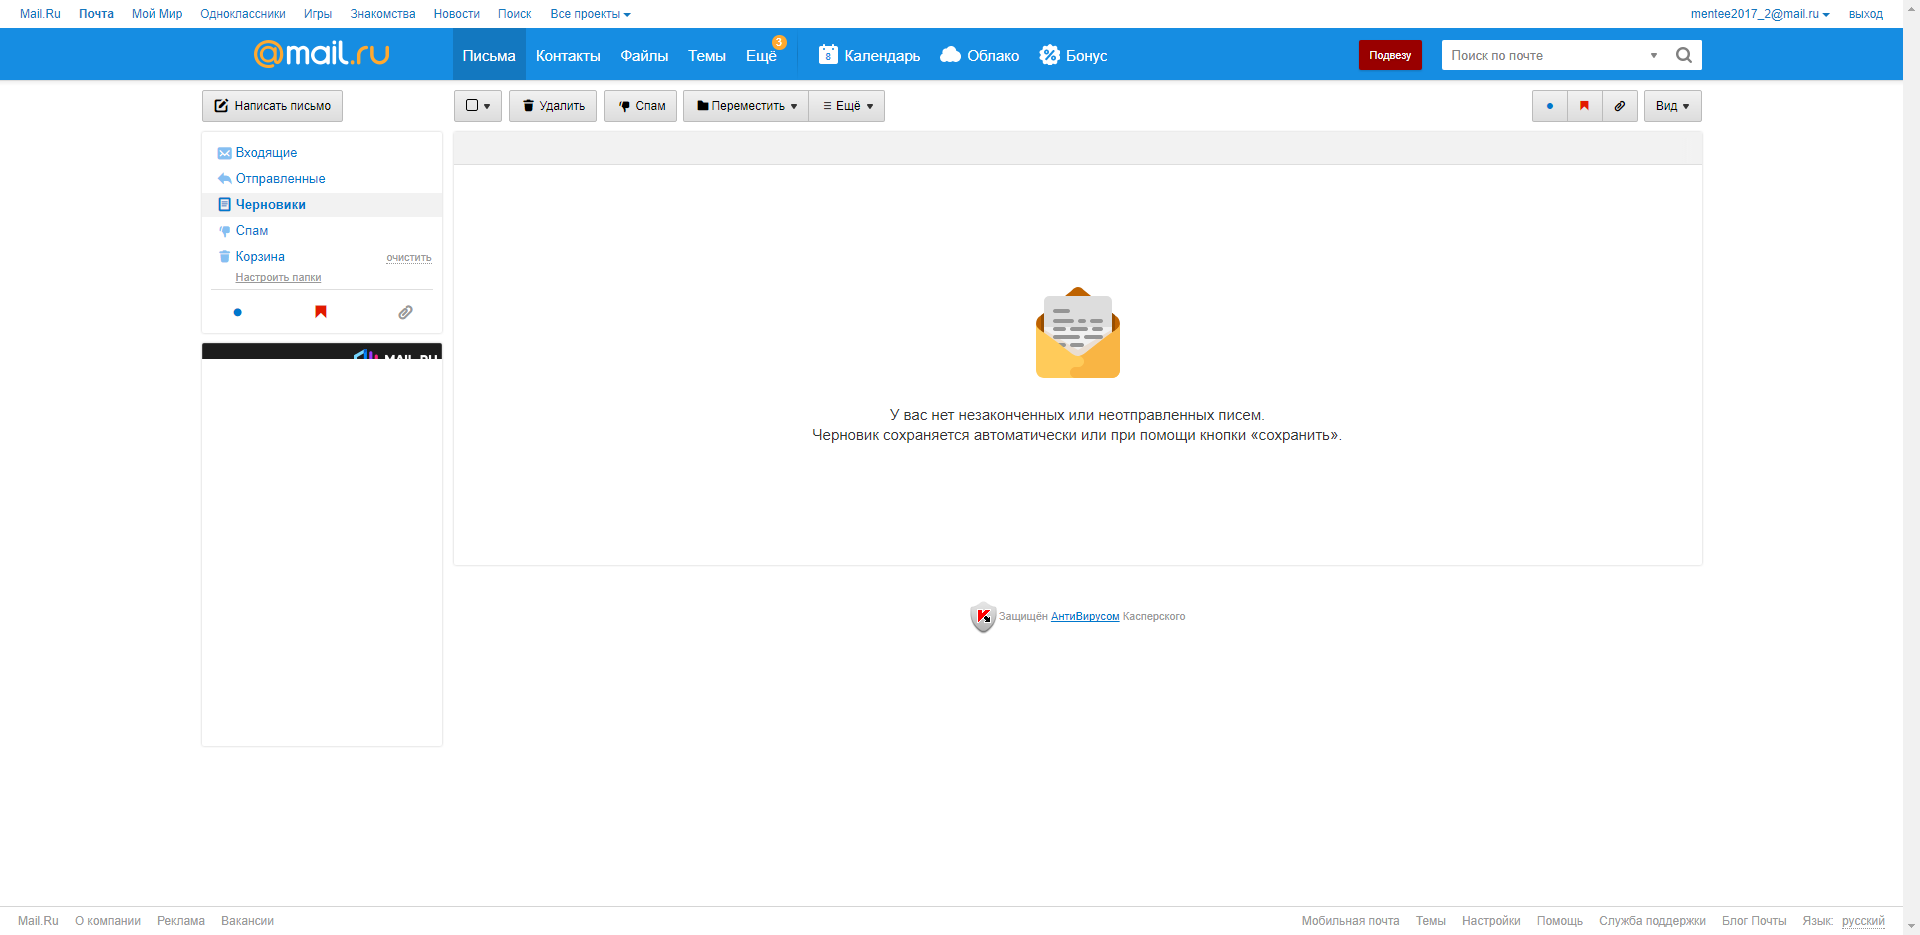 Mail.Ru Почта Мой Мир Одноклассники Игры Знакомства Новости Поиск Все проекты mentee2017_2@mail.ru выход
@mail.ru Письма Контакты Файлы Темы Ещё 3 8 Календарь Облако Бонус Подвезу Поиск по почте
Написать письмо Удалить Спам Переместить Ещё Вид
Входящие
Отправленные
Черновики
Спам
Корзина очистить
Настроить папки
MAIL.RU
У вас нет незаконченных или неотправленных писем.
Черновик сохраняется автоматически или при помощи кнопки «сохранить».
Защищён АнтиВирусом Касперского
Mail.Ru О компании Реклама Вакансии Мобильная почта Темы Настройки Помощь Служба поддержки Блог Почты Язык: русский